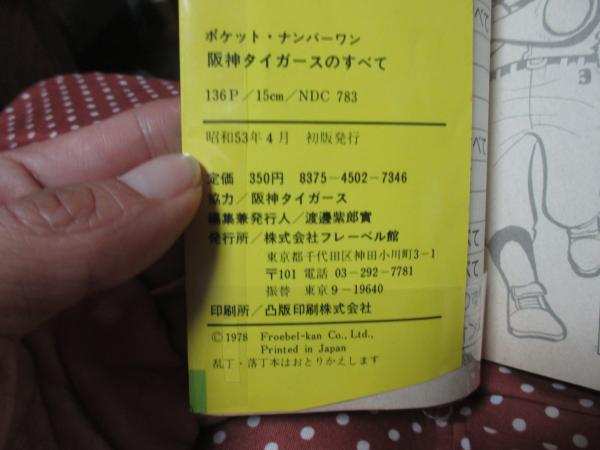 ポケット・ナンバーワン
阪神タイガースのすべて
136P/15cm/NDC 783
昭和53年4月 初版発行
定価 350円 8375-4502-7346
協力/阪神タイガース
編集兼発行人/渡邊紫郎實
発行所/株式会社フレーベル館
東京都千代田区神田小川町3-1
〒101 電話 03-292-7781
振替 東京9-19640
印刷所/凸版印刷株式会社
©1978 Froebel-kan Co., Ltd.,
Printed in Japan
乱丁・落丁本はおとりかえします
3